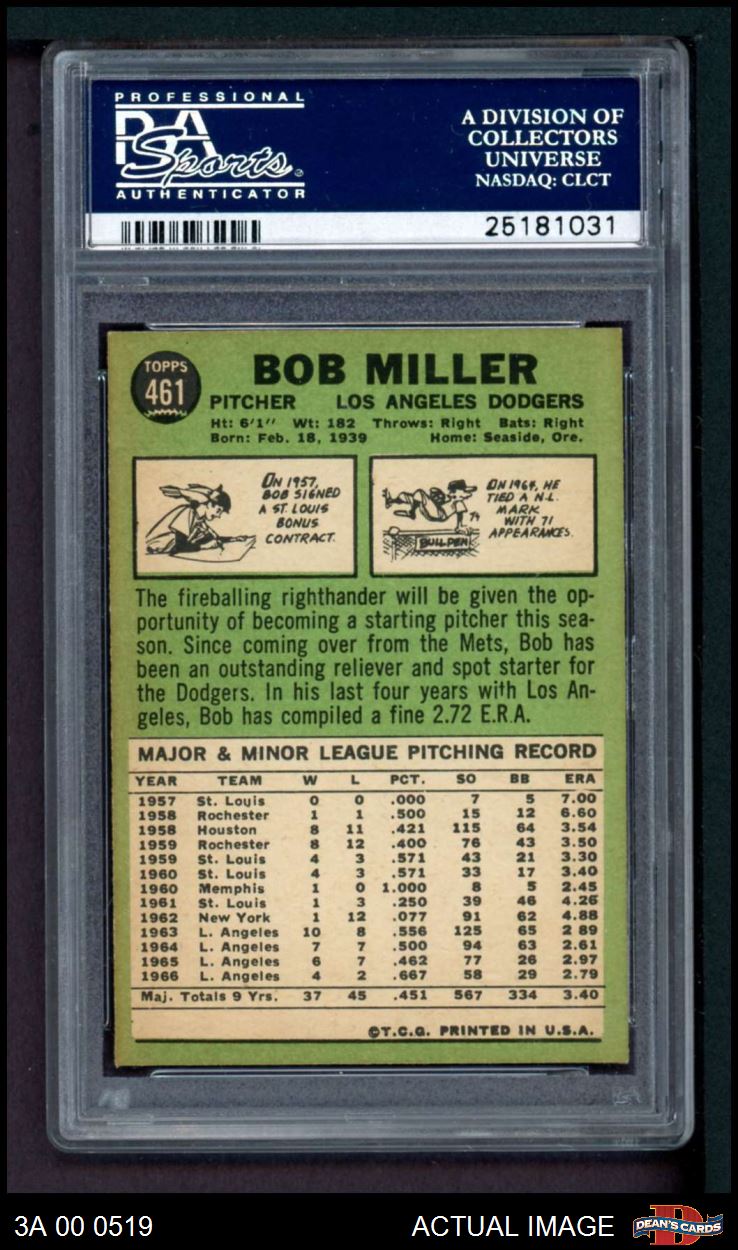 PROFESSIONAL
PSA
Sports
AUTHENTICATOR
A DIVISION OF
COLLECTORS
UNIVERSE
NASDAQ: CLCT
25181031
TOPPS
461
BOB MILLER
PITCHER LOS ANGELES DODGERS
Ht: 6'1" Wt: 182 Throws: Right Bats: Right
Born: Feb. 18, 1939 Home: Seaside, Ore.
ON 1957,
BOB SIGNED
A ST. LOUIS
BONUS
CONTRACT.
ON 1964, HE
TIED A N.L.
MARK
WITH 71
APPEARANCES.
71
BULLPEN
The fireballing righthander will be given the op-
portunity of becoming a starting pitcher this sea-
son. Since coming over from the Mets, Bob has
been an outstanding reliever and spot starter for
the Dodgers. In his last four years with Los An-
geles, Bob has compiled a fine 2.72 E.R.A.
MAJOR & MINOR LEAGUE PITCHING RECORD
YEAR TEAM W L PCT. SO BB ERA
1957 St. Louis 0 0 .000 7 5 7.00
1958 Rochester 1 1 .500 15 12 6.60
1958 Houston 8 11 .421 115 64 3.54
1959 Rochester 8 12 .400 76 43 3.50
1959 St. Louis 4 3 .571 43 21 3.30
1960 St. Louis 4 3 .571 33 17 3.40
1960 Memphis 1 0 1.000 8 5 2.45
1961 St. Louis 1 3 .250 39 46 4.26
1962 New York 1 12 .077 91 62 4.88
1963 L. Angeles 10 8 .556 125 65 2 89
1964 L. Angeles 7 7 .500 94 63 2.61
1965 L. Angeles 6 7 .462 77 26 2.97
1966 L. Angeles 4 2 .667 58 29 2.79
Maj. Totals 9 Yrs. 37 45 .451 567 334 3.40
©T.C.G. PRINTED IN U.S.A.
3A 00 0519
ACTUAL IMAGE
DEAN'S CARDS